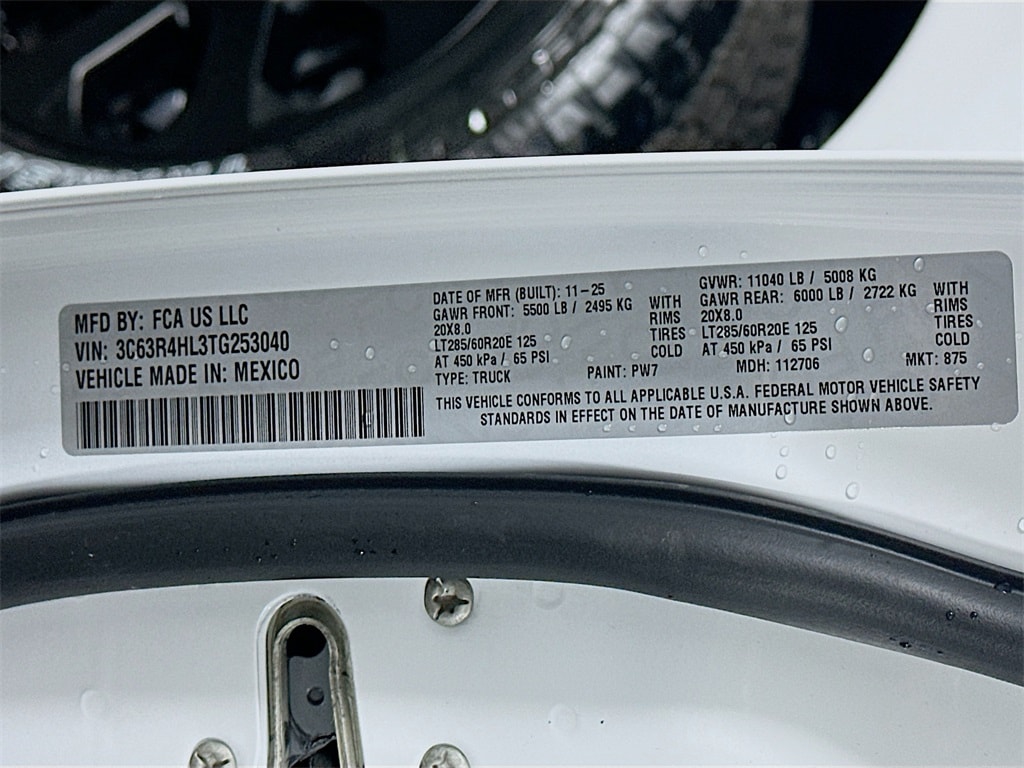 MFD BY: FCA US LLC
VIN: 3C63R4HL3TG253040
VEHICLE MADE IN: MEXICO
DATE OF MFR (BUILT): 11-25
GAWR FRONT: 5500 LB / 2495 KG
20X8.0
LT285/60R20E 125
AT 450 kPa / 65 PSI
WITH
RIMS
TIRES
COLD
TYPE: TRUCK
PAINT: PW7
GVWR: 11040 LB / 5008 KG
GAWR REAR: 6000 LB / 2722 KG
20X8.0
LT285/60R20E 125
AT 450 kPa / 65 PSI
WITH
RIMS
TIRES
COLD
MDH: 112706
MKT: 875
THIS VEHICLE CONFORMS TO ALL APPLICABLE U.S.A. FEDERAL MOTOR VEHICLE SAFETY
STANDARDS IN EFFECT ON THE DATE OF MANUFACTURE SHOWN ABOVE.